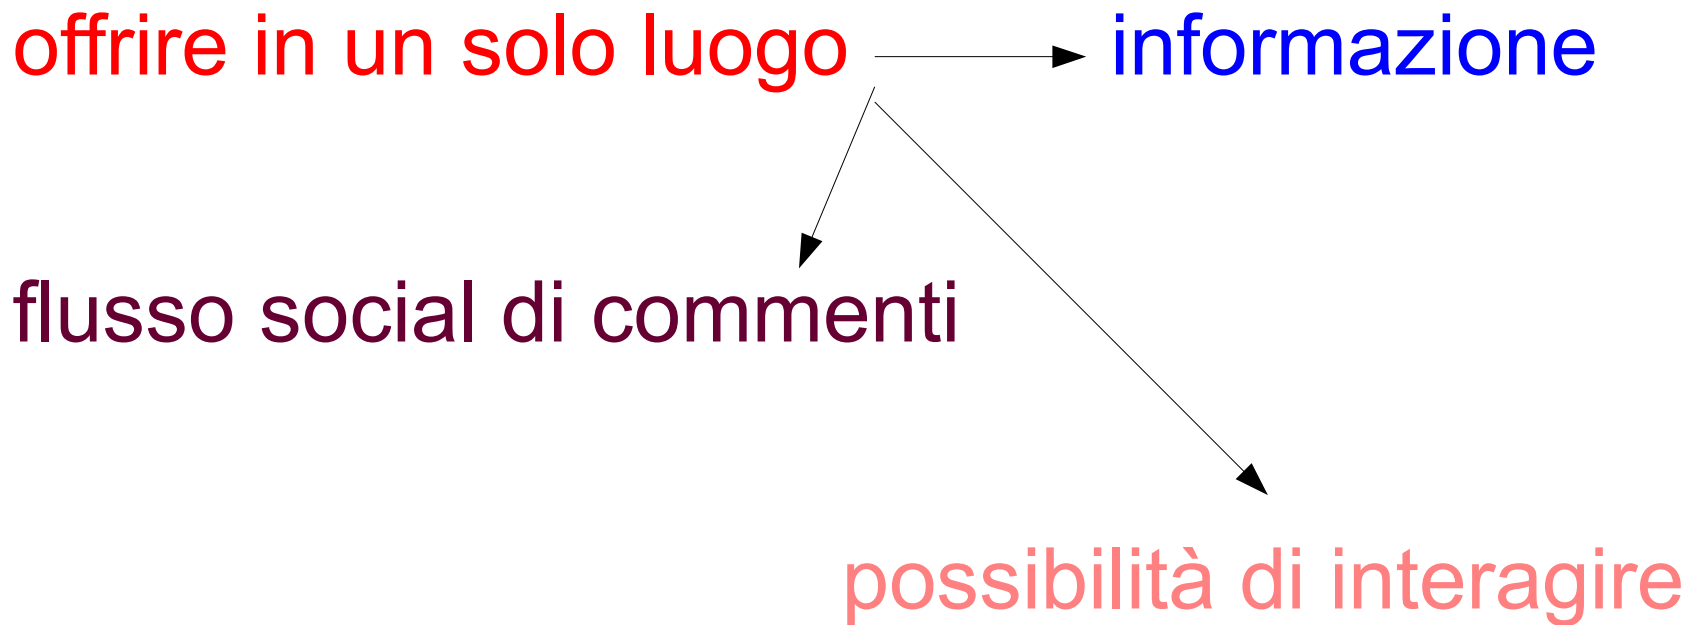 offrire in un solo luogo
informazione
flusso social di commenti
possibilità di interagire